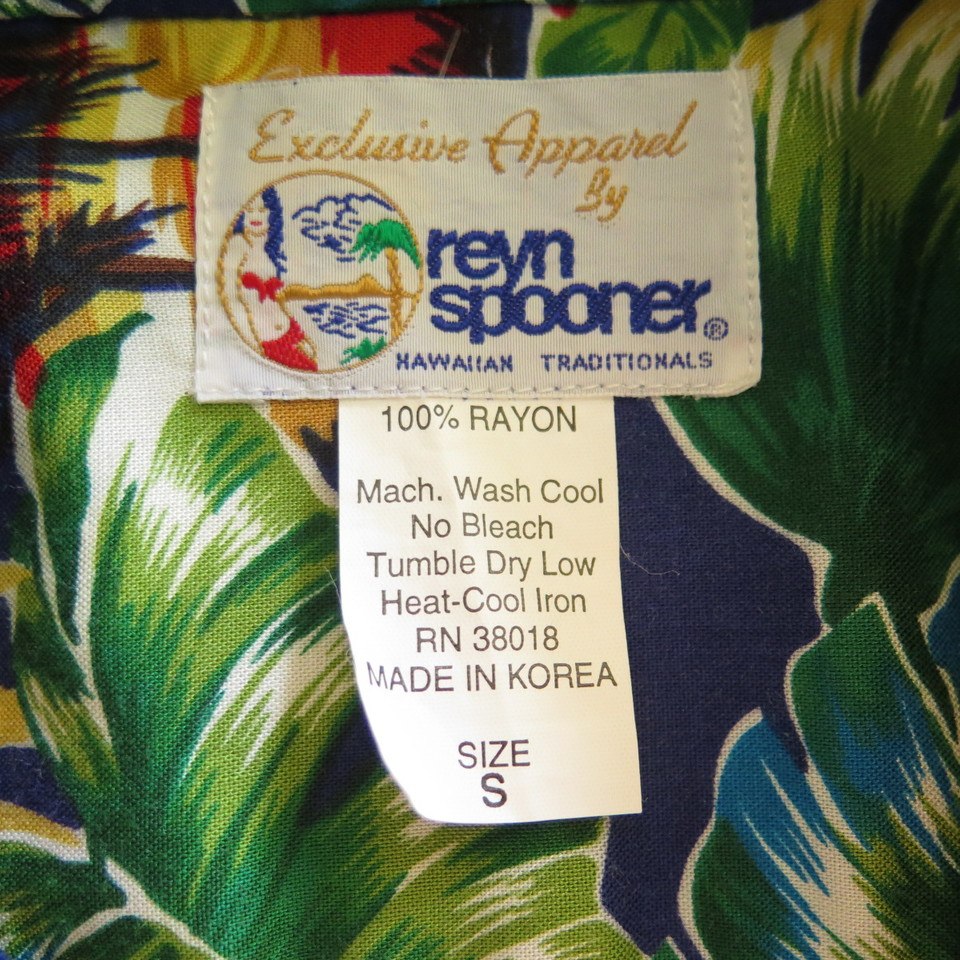 Exclusive Apparel
By
reyn
spooner®
HAWAIIAN TRADITIONALS
100% RAYON
Mach. Wash Cool
No Bleach
Tumble Dry Low
Heat-Cool Iron
RN 38018
MADE IN KOREA
SIZE
S